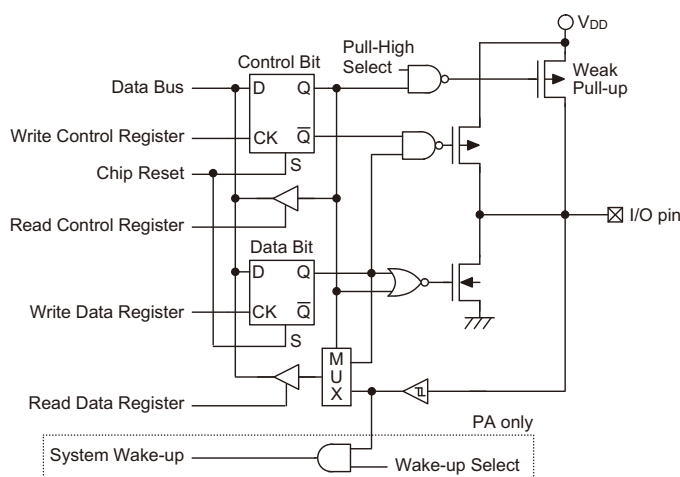 V_DD
Pull-High
Select
Control Bit
Weak
Pull-up
Data Bus
D
Q
Write Control Register
CK
Q̅
Chip Reset
S
I/O pin
Read Control Register
Data Bit
D
Q
Write Data Register
CK
Q̅
S
M
U
X
Read Data Register
PA only
System Wake-up
Wake-up Select